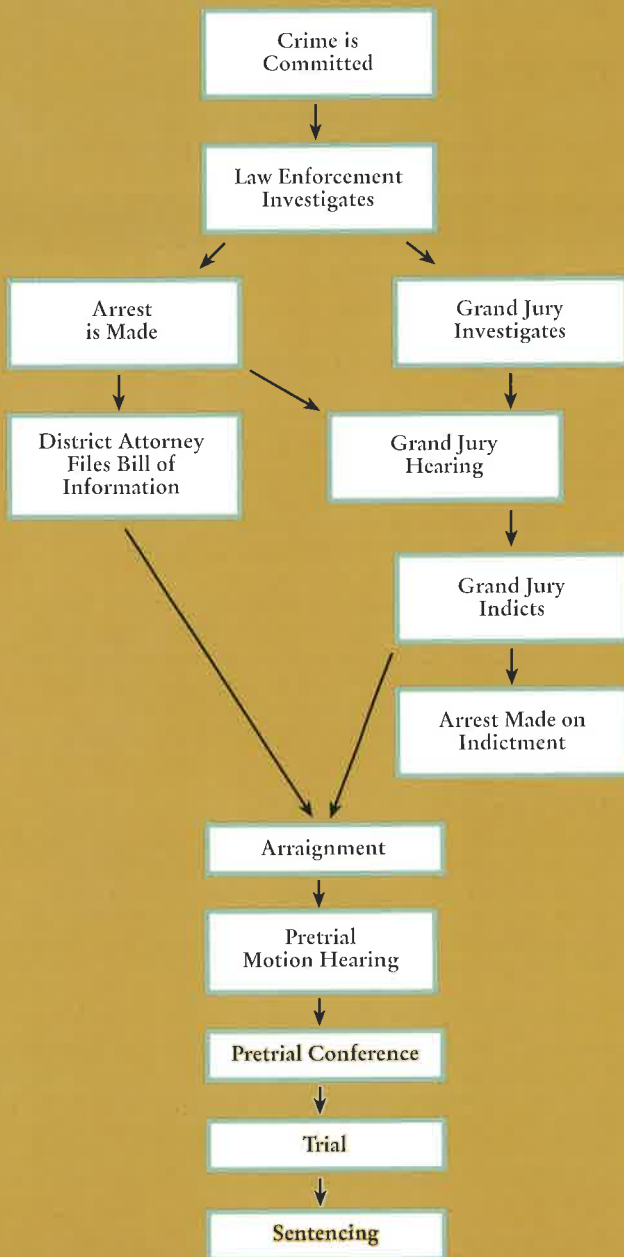 Crime is
Committed
Law Enforcement
Investigates
Arrest
is Made
Grand Jury
Investigates
District Attorney
Files Bill of
Information
Grand Jury
Hearing
Grand Jury
Indicts
Arrest Made on
Indictment
Arraignment
Pretrial
Motion Hearing
Pretrial Conference
Trial
Sentencing